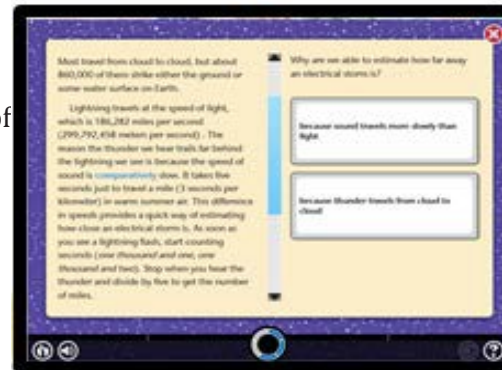 of
Most travel from cloud to cloud, but about
860,000 of them strike either the ground or
some water surface on Earth.
Lightning travels at the speed of light,
which is 186,282 miles per second
(299,792,458 meters per second) . The
reason the thunder we hear trails far behind
the lightning we see is because the speed of
sound is comparatively slow. It takes five
seconds just to travel a mile (3 seconds per
kilometer) in warm summer air. This difference
in speeds provides a quick way of estimating
how close an electrical storm is. As soon as
you see a lightning flash, start counting
seconds (one thousand and one, one
thousand and two). Stop when you hear the
thunder and divide by five to get the number
of miles.
Why are we able to estimate how far away
an electrical storm is?
because sound travels more slowly than
light
because thunder travels from cloud to
cloud
?